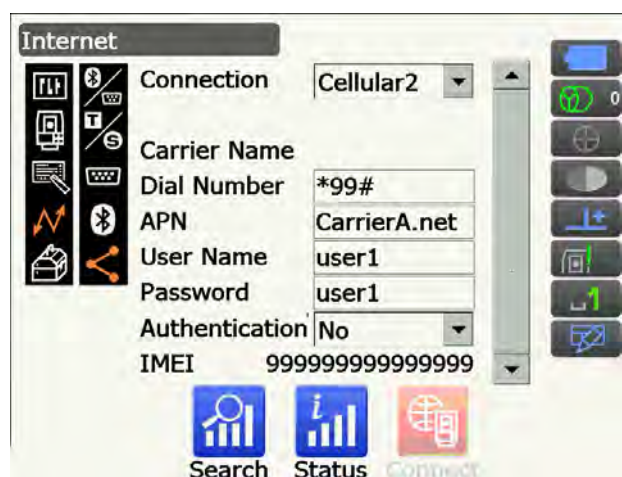 Internet
Connection Cellular2
0
T/S
Carrier Name
Dial Number *99#
APN CarrierA.net
User Name user1
Password user1
Authentication No
IMEI 999999999999999
Search Status Connect